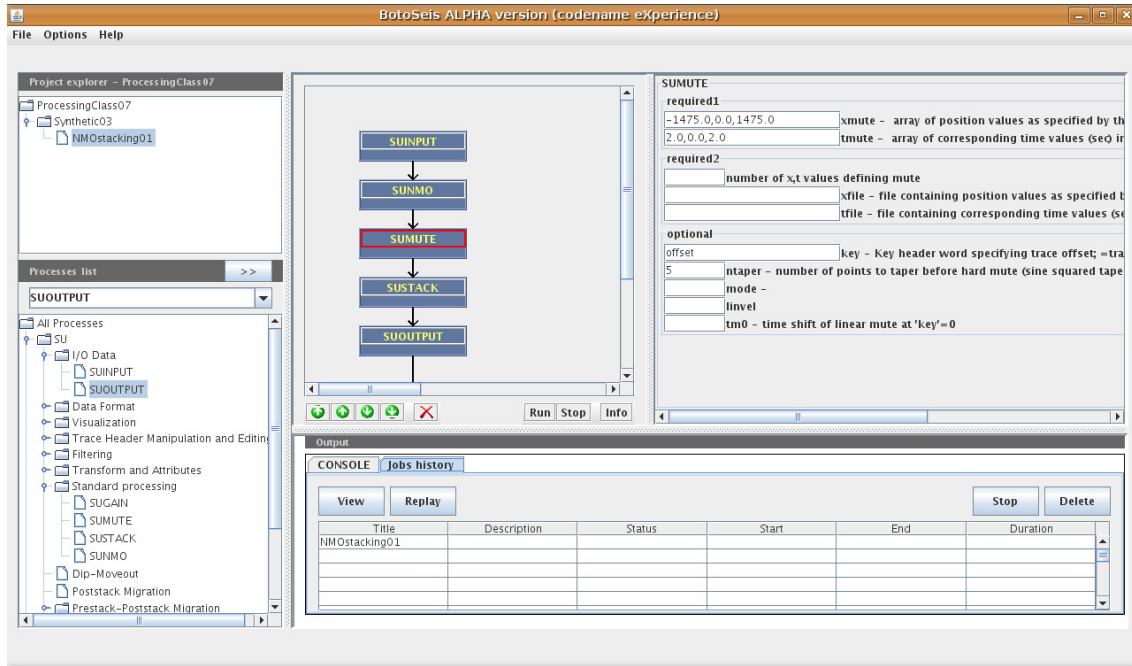 BotoSeis ALPHA version (codename eXperience)
File Options Help
Project explorer – ProcessingClass07
ProcessingClass07
Synthetic03
NMOstacking01
Processes list >>
SUOUTPUT
All Processes
SU
I/O Data
SUINPUT
SUOUTPUT
Data Format
Visualization
Trace Header Manipulation and Editing
Filtering
Transform and Attributes
Standard processing
SUGAIN
SUMUTE
SUSTACK
SUNMO
Dip–Moveout
Poststack Migration
Prestack–Poststack Migration
SUINPUT
SUNMO
SUMUTE
SUSTACK
SUOUTPUT
Run Stop Info
SUMUTE
required1
–1475.0,0.0,1475.0 xmute – array of position values as specified by th
2.0,0.0,2.0 tmute – array of corresponding time values (sec) in
required2
number of x,t values defining mute
xfile – file containing position values as specified b
tfile – file containing corresponding time values (se
optional
offset key – Key header word specifying trace offset; =tra
5 ntaper – number of points to taper before hard mute (sine squared tape
mode –
linvel
tm0 – time shift of linear mute at 'key'=0
Output
CONSOLE Jobs history
View Replay Stop Delete
Title Description Status Start End Duration
NMOstacking01